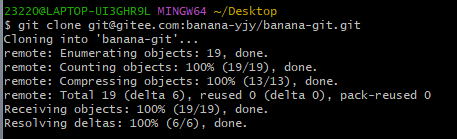 23220@LAPTOP-UI3GHR9L MINGW64 ~/Desktop
$ git clone git@gitee.com:banana-yjy/banana-git.git
Cloning into 'banana-git'...
remote: Enumerating objects: 19, done.
remote: Counting objects: 100% (19/19), done.
remote: Compressing objects: 100% (13/13), done.
remote: Total 19 (delta 6), reused 0 (delta 0), pack-reused 0
Receiving objects: 100% (19/19), done.
Resolving deltas: 100% (6/6), done.